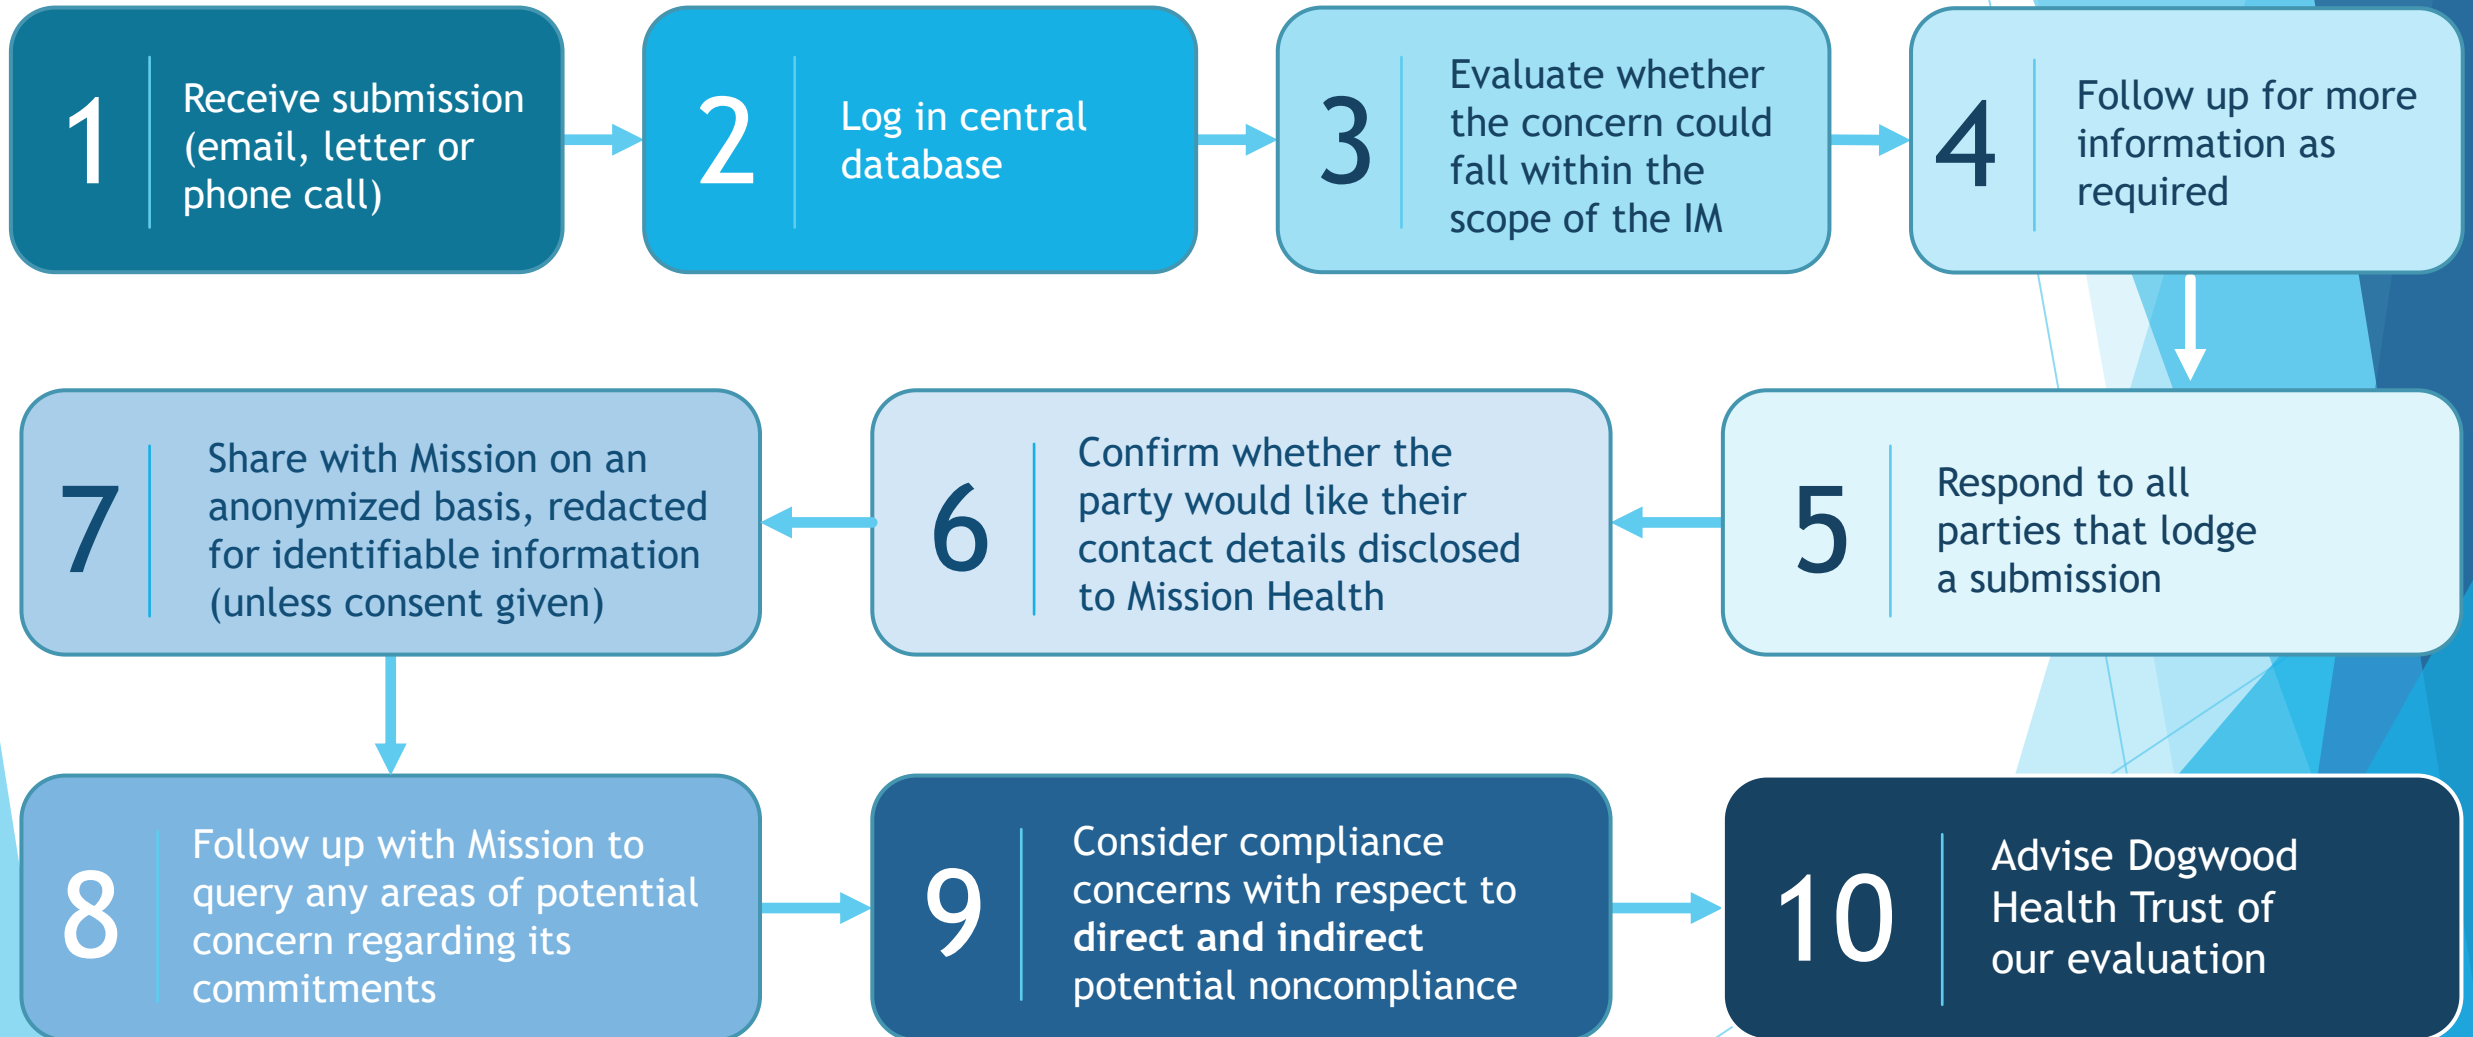 1
Receive submission
(email, letter or
phone call)
2
Log in central
database
3
Evaluate whether
the concern could
fall within the
scope of the IM
4
Follow up for more
information as
required
5
Respond to all
parties that lodge
a submission
6
Confirm whether the
party would like their
contact details disclosed
to Mission Health
7
Share with Mission on an
anonymized basis, redacted
for identifiable information
(unless consent given)
8
Follow up with Mission to
query any areas of potential
concern regarding its
commitments
9
Consider compliance
concerns with respect to
direct and indirect
potential noncompliance
10
Advise Dogwood
Health Trust of
our evaluation